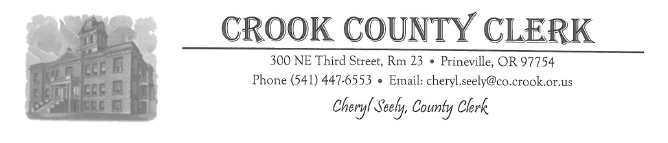 CROOK COUNTY CLERK
300 NE Third Street, Rm 23 • Prineville, OR 97754
Phone (541) 447-6553 • Email: cheryl.seely@co.crook.or.us
Cheryl Seely, County Clerk